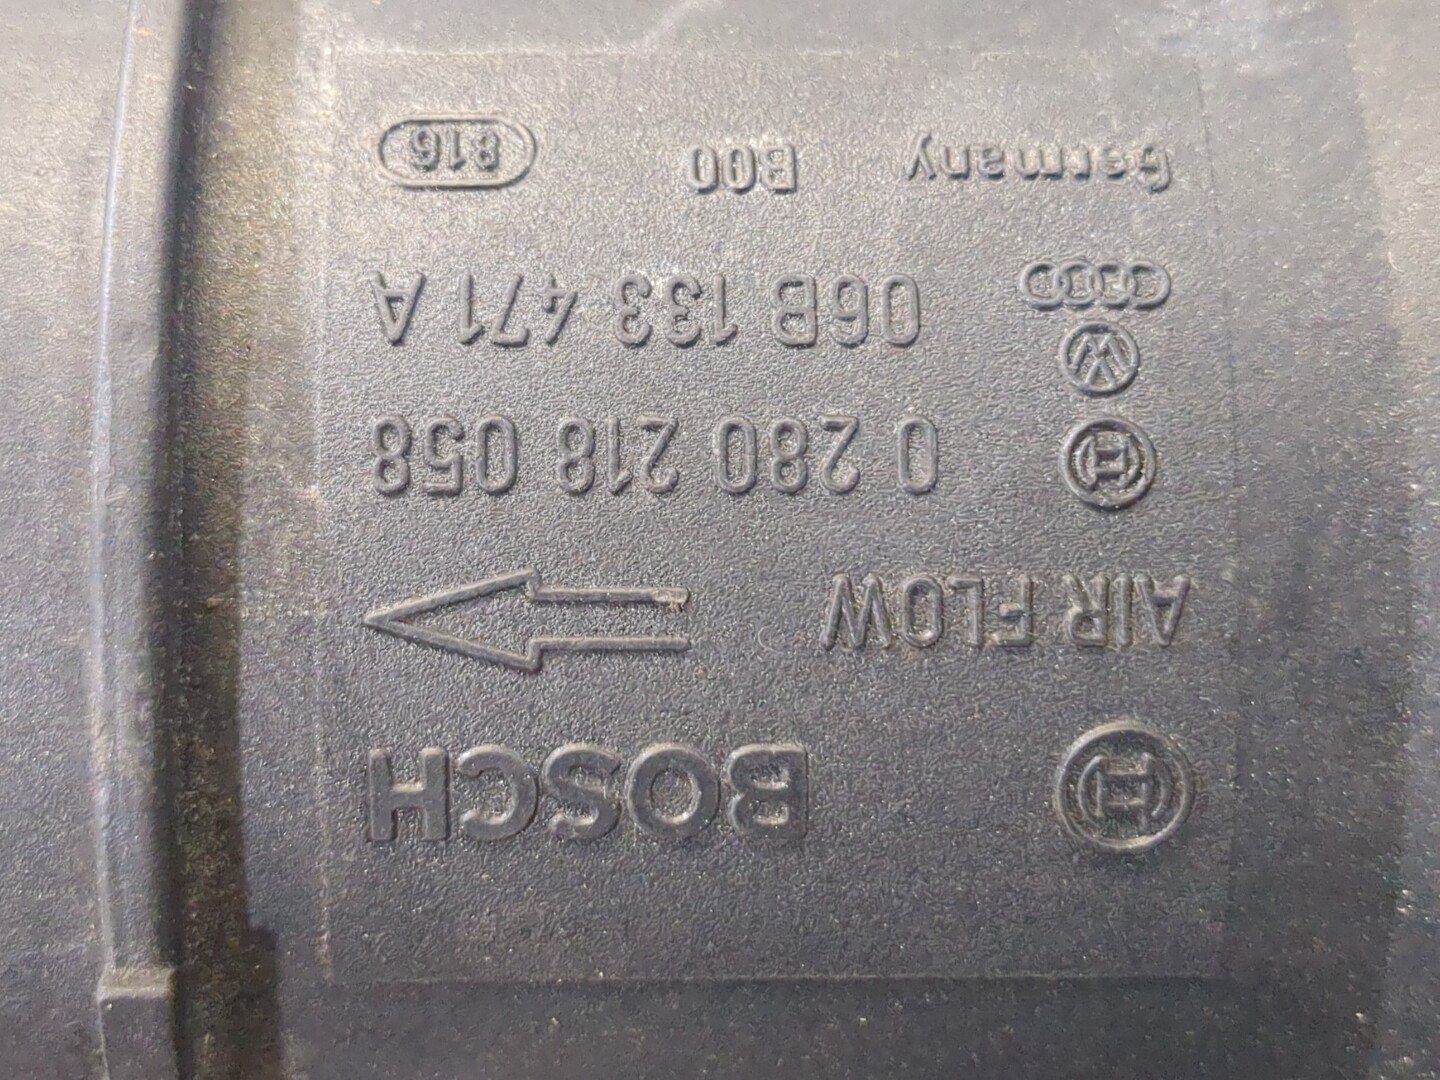 BOSCH
AIR FLOW
0 280 218 058
06B 133 471 A
Germany B00 816